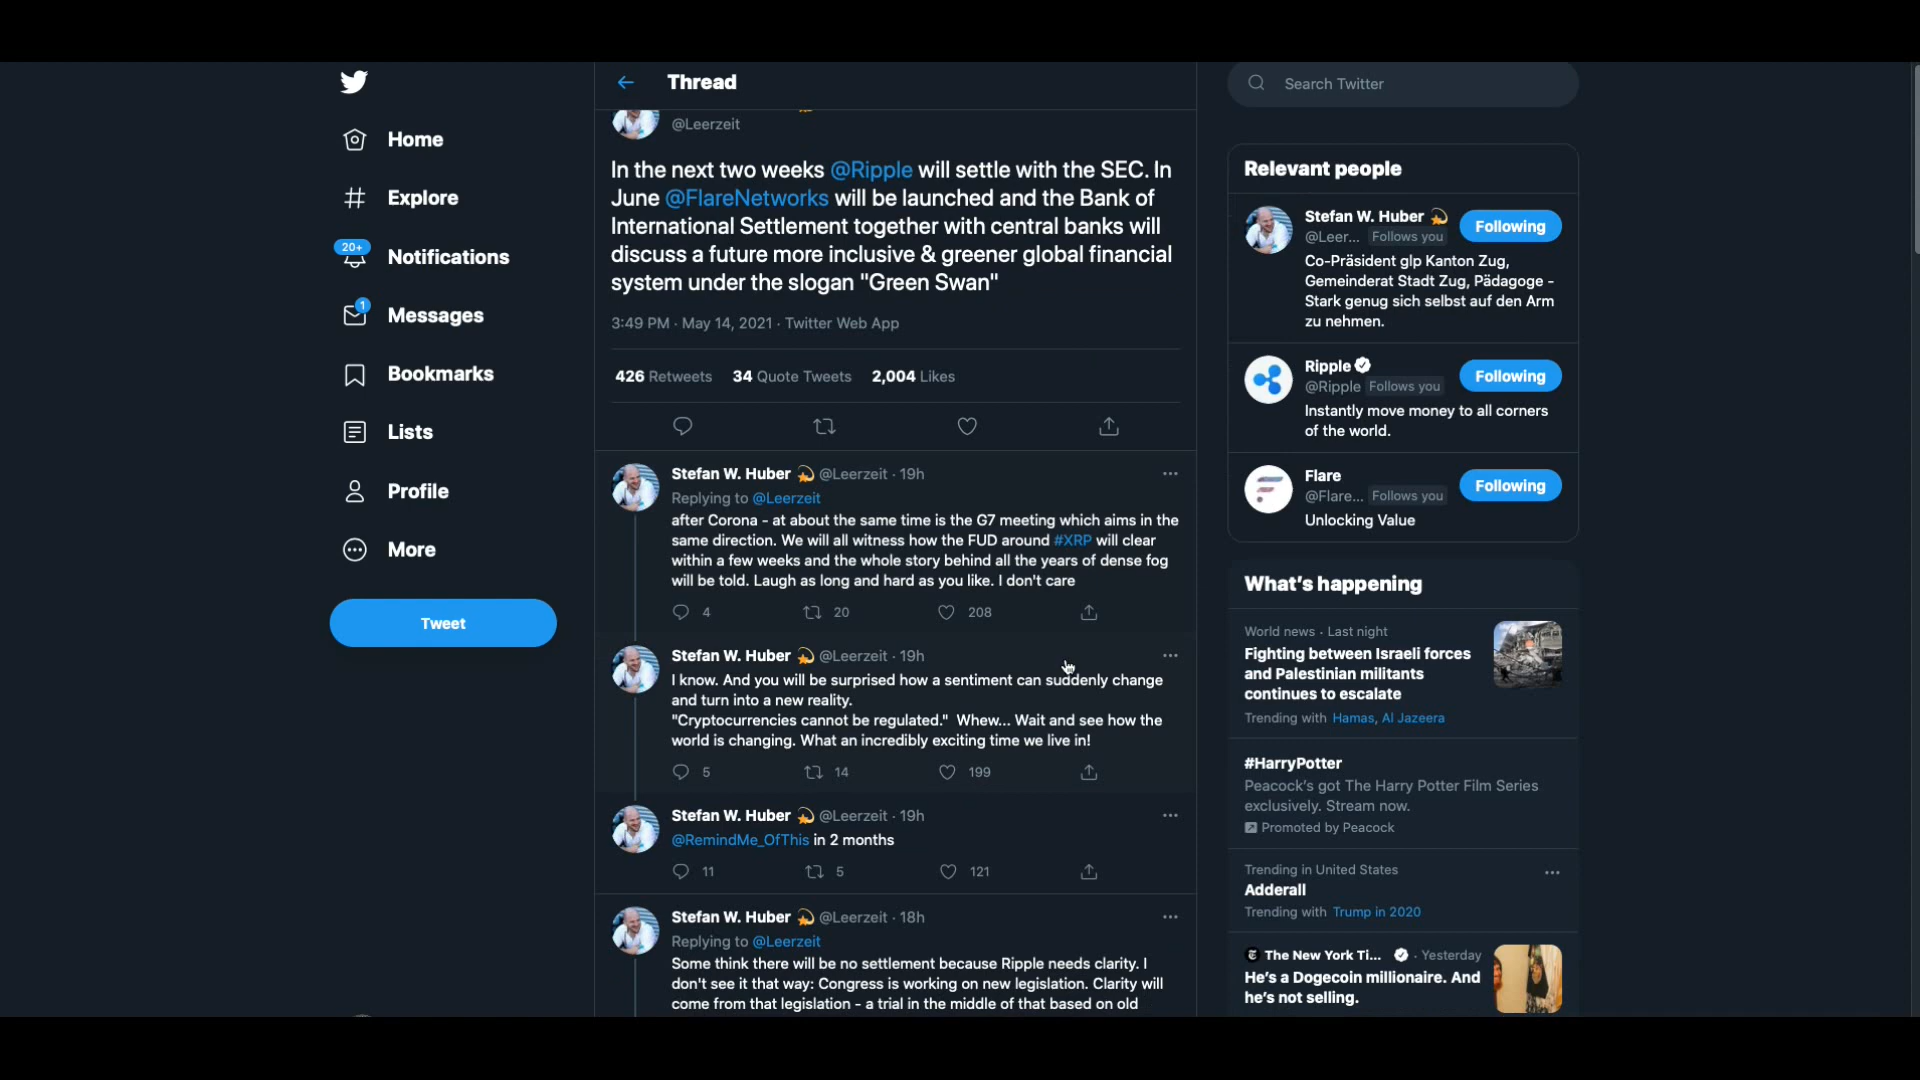 Home
Explore
20+
Notifications
1
Messages
Bookmarks
Lists
Profile
More
Tweet
Thread
@Leerzeit
In the next two weeks @Ripple will settle with the SEC. In
June @FlareNetworks will be launched and the Bank of
International Settlement together with central banks will
discuss a future more inclusive & greener global financial
system under the slogan "Green Swan"
3:49 PM · May 14, 2021 · Twitter Web App
426 Retweets 34 Quote Tweets 2,004 Likes
Stefan W. Huber @Leerzeit · 19h
Replying to @Leerzeit
after Corona - at about the same time is the G7 meeting which aims in the
same direction. We will all witness how the FUD around #XRP will clear
within a few weeks and the whole story behind all the years of dense fog
will be told. Laugh as long and hard as you like. I don't care
4 20 208
Stefan W. Huber @Leerzeit · 19h
I know. And you will be surprised how a sentiment can suddenly change
and turn into a new reality.
"Cryptocurrencies cannot be regulated." Whew... Wait and see how the
world is changing. What an incredibly exciting time we live in!
5 14 199
Stefan W. Huber @Leerzeit · 19h
@RemindMe_OfThis in 2 months
11 5 121
Stefan W. Huber @Leerzeit · 18h
Replying to @Leerzeit
Some think there will be no settlement because Ripple needs clarity. I
don't see it that way: Congress is working on new legislation. Clarity will
come from that legislation - a trial in the middle of that based on old
Search Twitter
Relevant people
Stefan W. Huber
@Leer... Follows you
Following
Co-Präsident glp Kanton Zug,
Gemeinderat Stadt Zug, Pädagoge -
Stark genug sich selbst auf den Arm
zu nehmen.
Ripple
@Ripple Follows you
Following
Instantly move money to all corners
of the world.
Flare
@Flare... Follows you
Following
Unlocking Value
What's happening
World news · Last night
Fighting between Israeli forces
and Palestinian militants
continues to escalate
Trending with Hamas, Al Jazeera
#HarryPotter
Peacock's got The Harry Potter Film Series
exclusively. Stream now.
Promoted by Peacock
Trending in United States
Adderall
Trending with Trump in 2020
The New York Ti... · Yesterday
He's a Dogecoin millionaire. And
he's not selling.